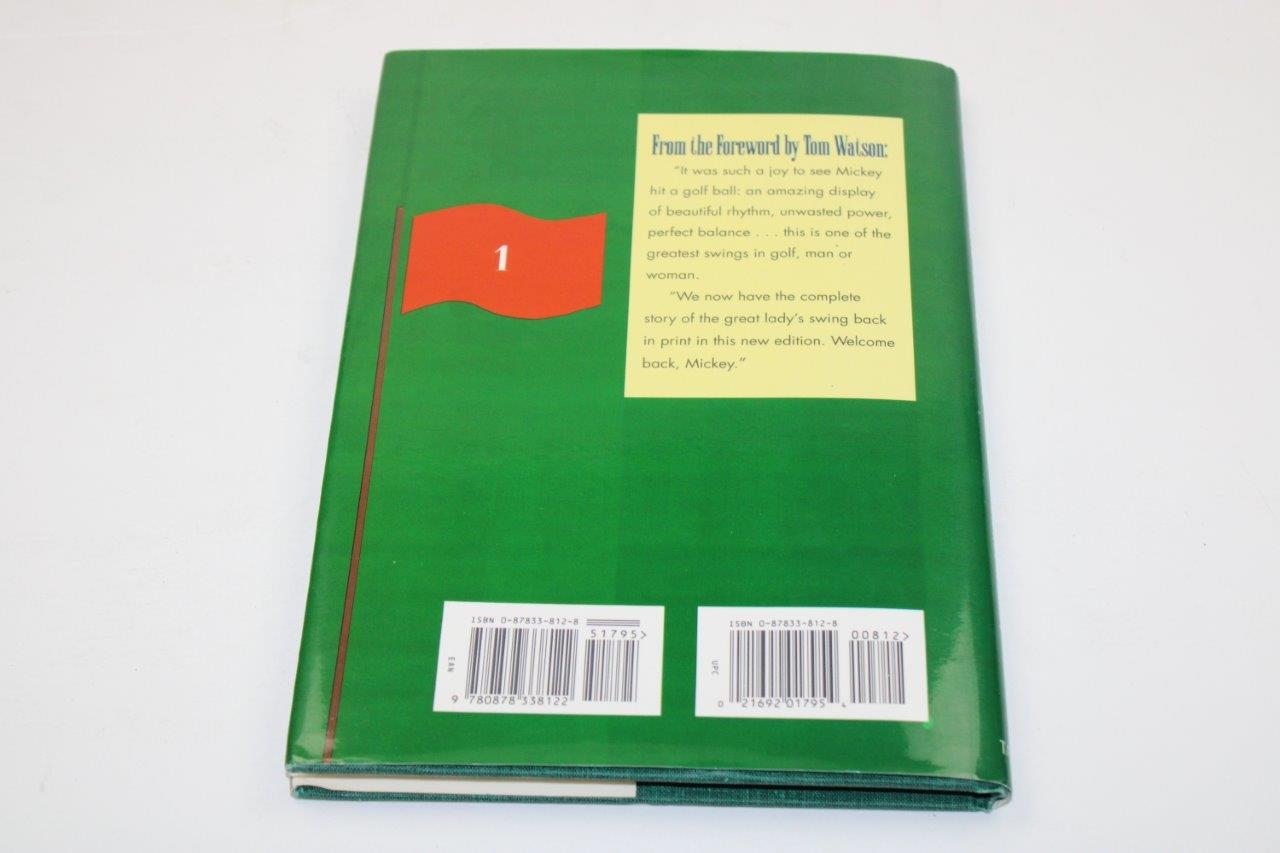 From the Foreword by Tom Watson:
"It was such a joy to see Mickey
hit a golf ball: an amazing display
of beautiful rhythm, unwasted power,
perfect balance . . . this is one of the
greatest swings in golf, man or
woman.
"We now have the complete
story of the great lady's swing back
in print in this new edition. Welcome
back, Mickey."
1
ISBN 0-87833-812-8
51795>
EAN
9 780878 338122
ISBN 0-87833-812-8
00812>
UPC
0 21692 01795 4